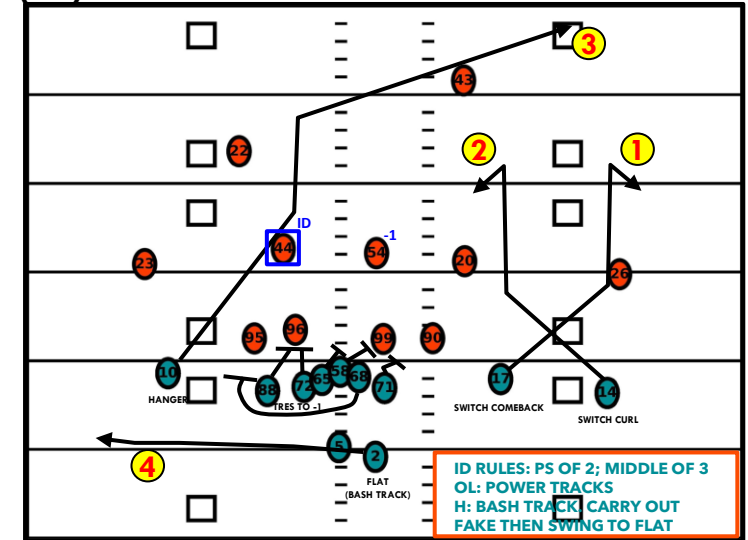 3
43
22
2
1
ID
44
54
-1
23
20
26
95
96
99
90
10
88
72
65
58
68
71
17
14
HANGER
TRES TO -1
SWITCH COMEBACK
SWITCH CURL
5
2
4
FLAT
(BASH TRACK)
ID RULES: PS OF 2; MIDDLE OF 3
OL: POWER TRACKS
H: BASH TRACK, CARRY OUT
FAKE THEN SWING TO FLAT